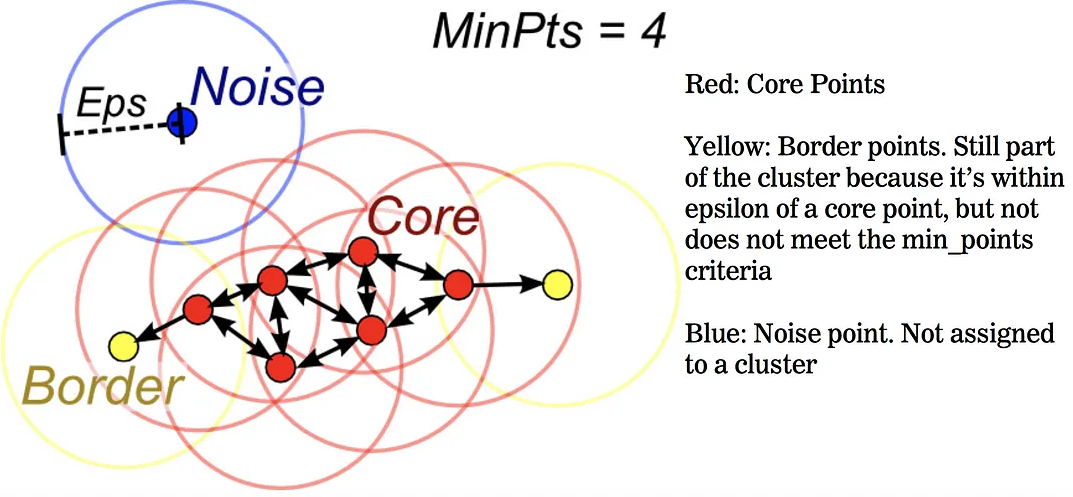 MinPts = 4
Eps
Noise
Core
Border
Red: Core Points
Yellow: Border points. Still part
of the cluster because it’s within
epsilon of a core point, but not
does not meet the min_points
criteria
Blue: Noise point. Not assigned
to a cluster